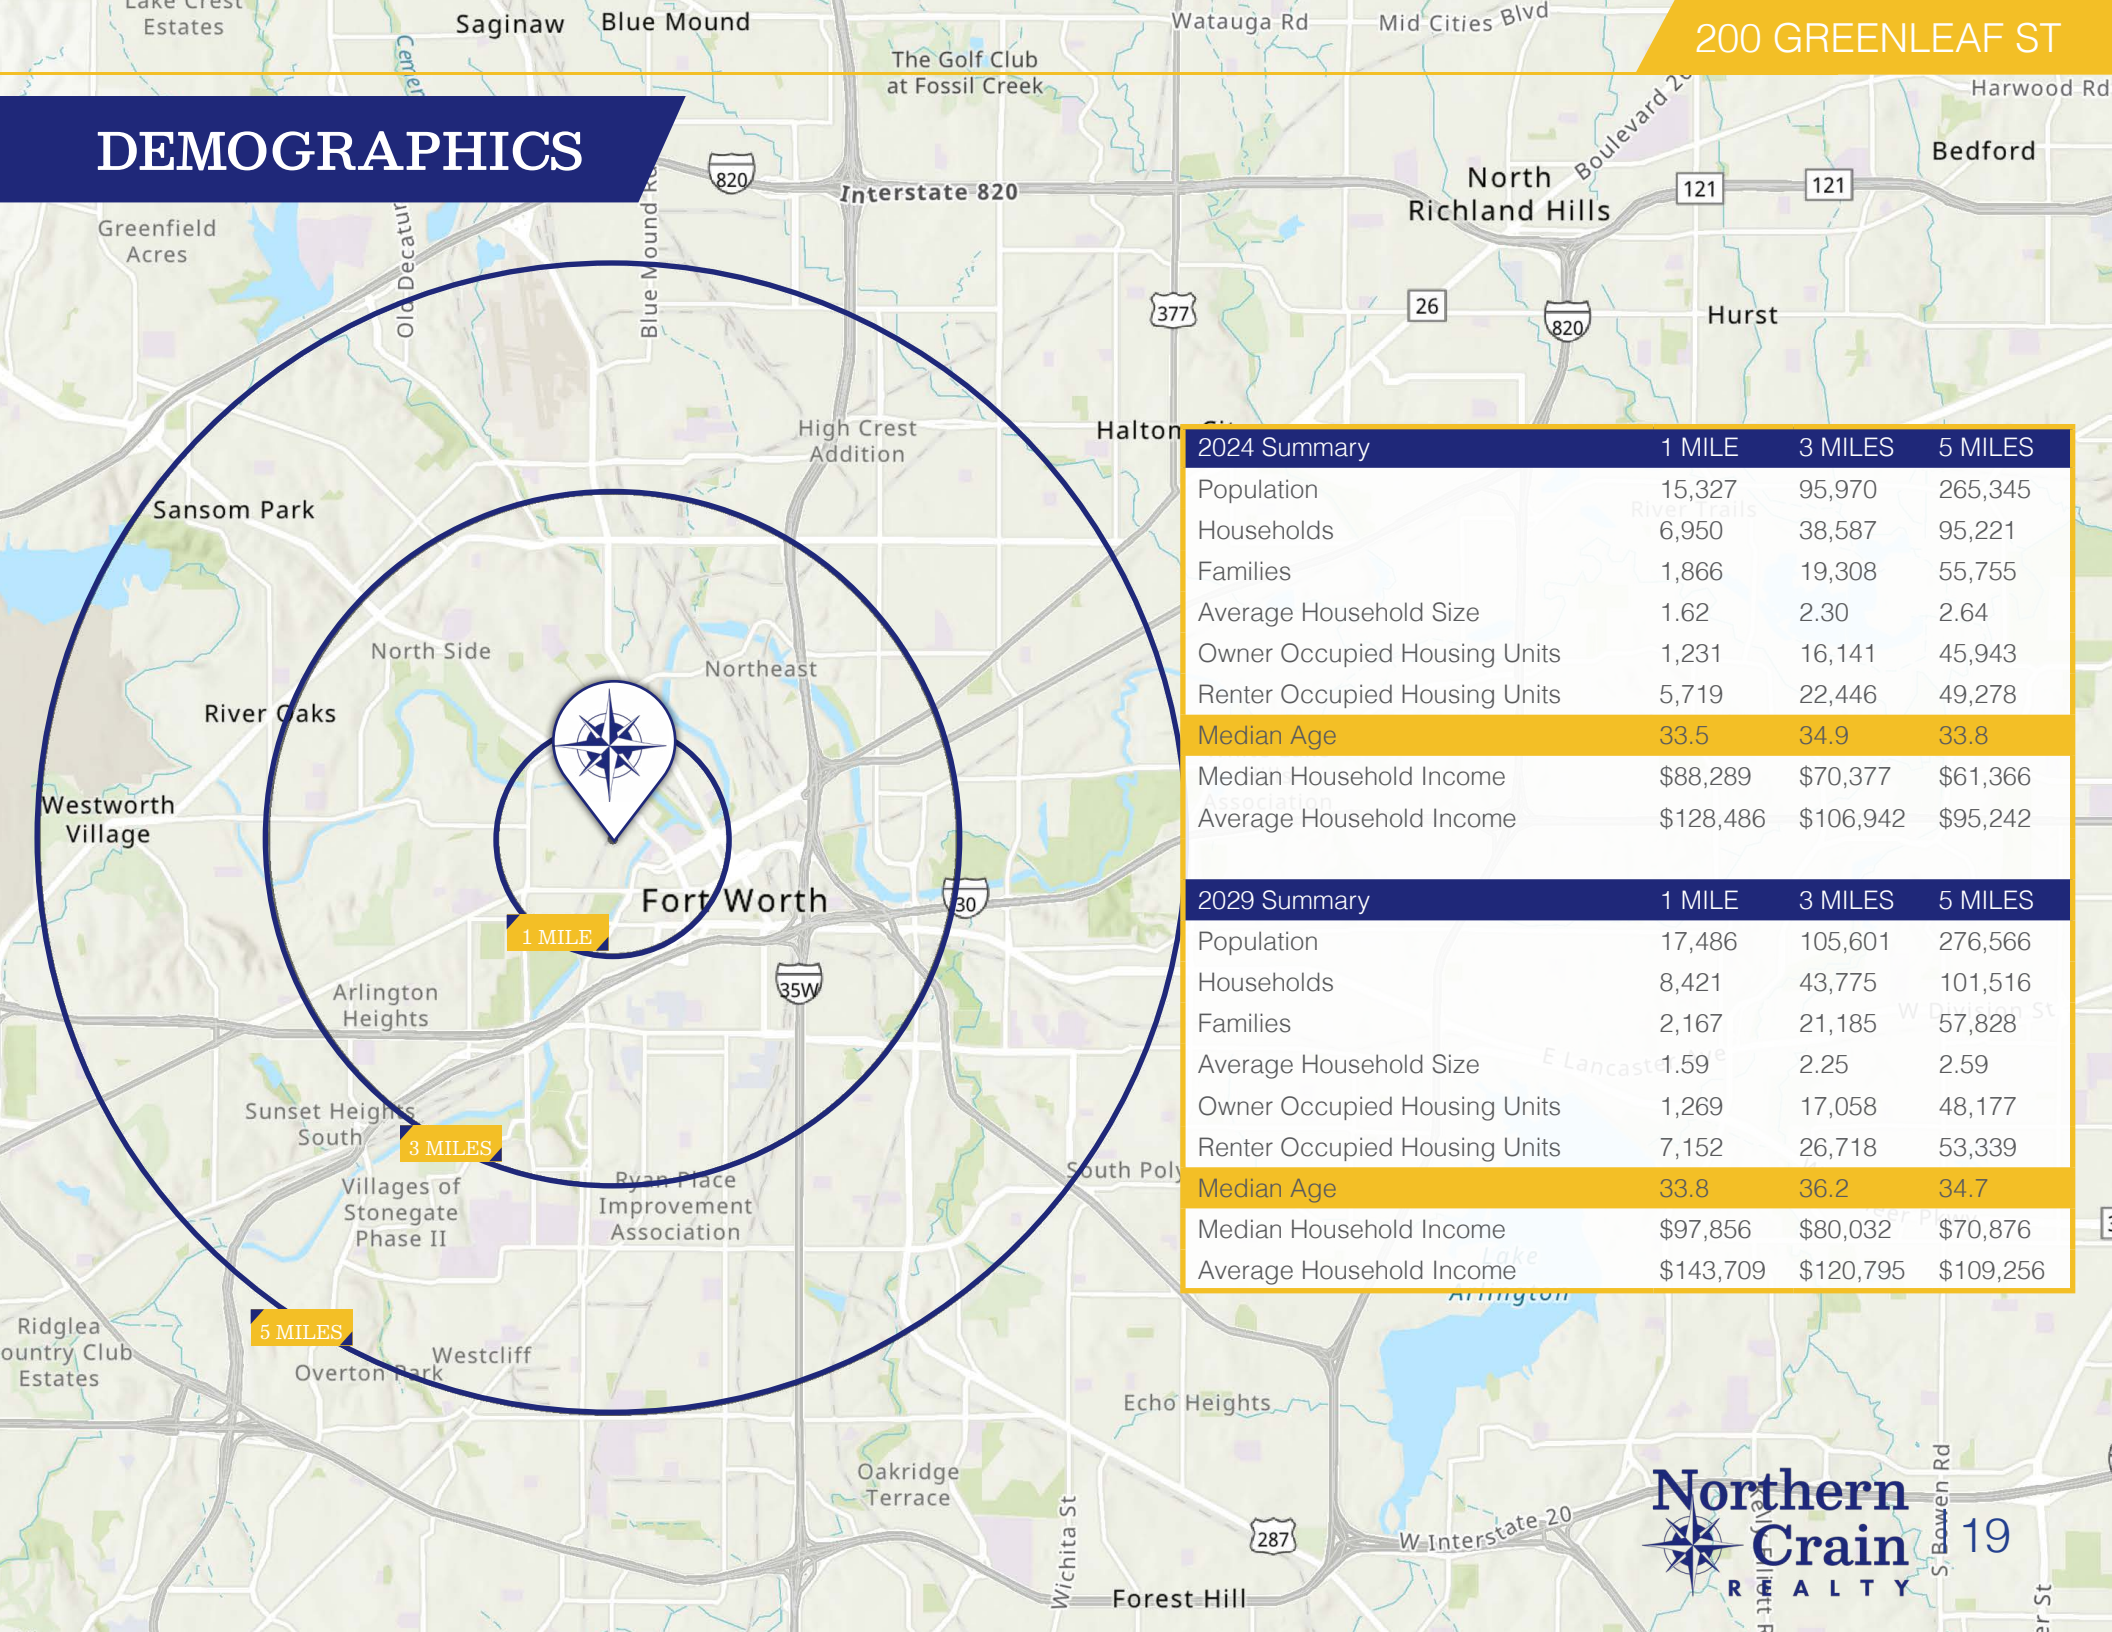 200 GREENLEAF ST
DEMOGRAPHICS
Estates
Saginaw
Blue Mound
The Golf Club
at Fossil Creek
Watauga Rd
Mid Cities Blvd
Harwood Rd
Boulevard
Bedford
North
Richland Hills
121
121
820
Interstate 820
Greenfield
Acres
Old Decatur
Blue Mound
377
26
820
Hurst
High Crest
Addition
Sansom Park
North Side
Northeast
River Oaks
Westworth
Village
Fort Worth
30
1 MILE
35W
Arlington
Heights
Sunset Heights
South
3 MILES
Villages of
Stonegate
Phase II
Ryan Place
Improvement
Association
5 MILES
Ridglea
Estates
Westcliff
Overton Park
Echo Heights
Oakridge
Terrace
Wichita St
287
W Interstate 20
Forest Hill
S Bowen Rd
2024 Summary 1 MILE 3 MILES 5 MILES
Population 15,327 95,970 265,345
Households 6,950 38,587 95,221
Families 1,866 19,308 55,755
Average Household Size 1.62 2.30 2.64
Owner Occupied Housing Units 1,231 16,141 45,943
Renter Occupied Housing Units 5,719 22,446 49,278
Median Age 33.5 34.9 33.8
Median Household Income $88,289 $70,377 $61,366
Average Household Income $128,486 $106,942 $95,242
2029 Summary 1 MILE 3 MILES 5 MILES
Population 17,486 105,601 276,566
Households 8,421 43,775 101,516
Families 2,167 21,185 57,828
Average Household Size 1.59 2.25 2.59
Owner Occupied Housing Units 1,269 17,058 48,177
Renter Occupied Housing Units 7,152 26,718 53,339
Median Age 33.8 36.2 34.7
Median Household Income $97,856 $80,032 $70,876
Average Household Income $143,709 $120,795 $109,256
Northern
Crain
REALTY
19